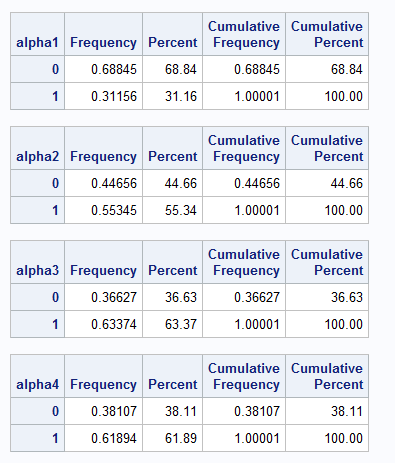 Cumulative Cumulative
alpha1 Frequency Percent Frequency Percent
0 0.68845 68.84 0.68845 68.84
1 0.31156 31.16 1.00001 100.00
Cumulative Cumulative
alpha2 Frequency Percent Frequency Percent
0 0.44656 44.66 0.44656 44.66
1 0.55345 55.34 1.00001 100.00
Cumulative Cumulative
alpha3 Frequency Percent Frequency Percent
0 0.36627 36.63 0.36627 36.63
1 0.63374 63.37 1.00001 100.00
Cumulative Cumulative
alpha4 Frequency Percent Frequency Percent
0 0.38107 38.11 0.38107 38.11
1 0.61894 61.89 1.00001 100.00